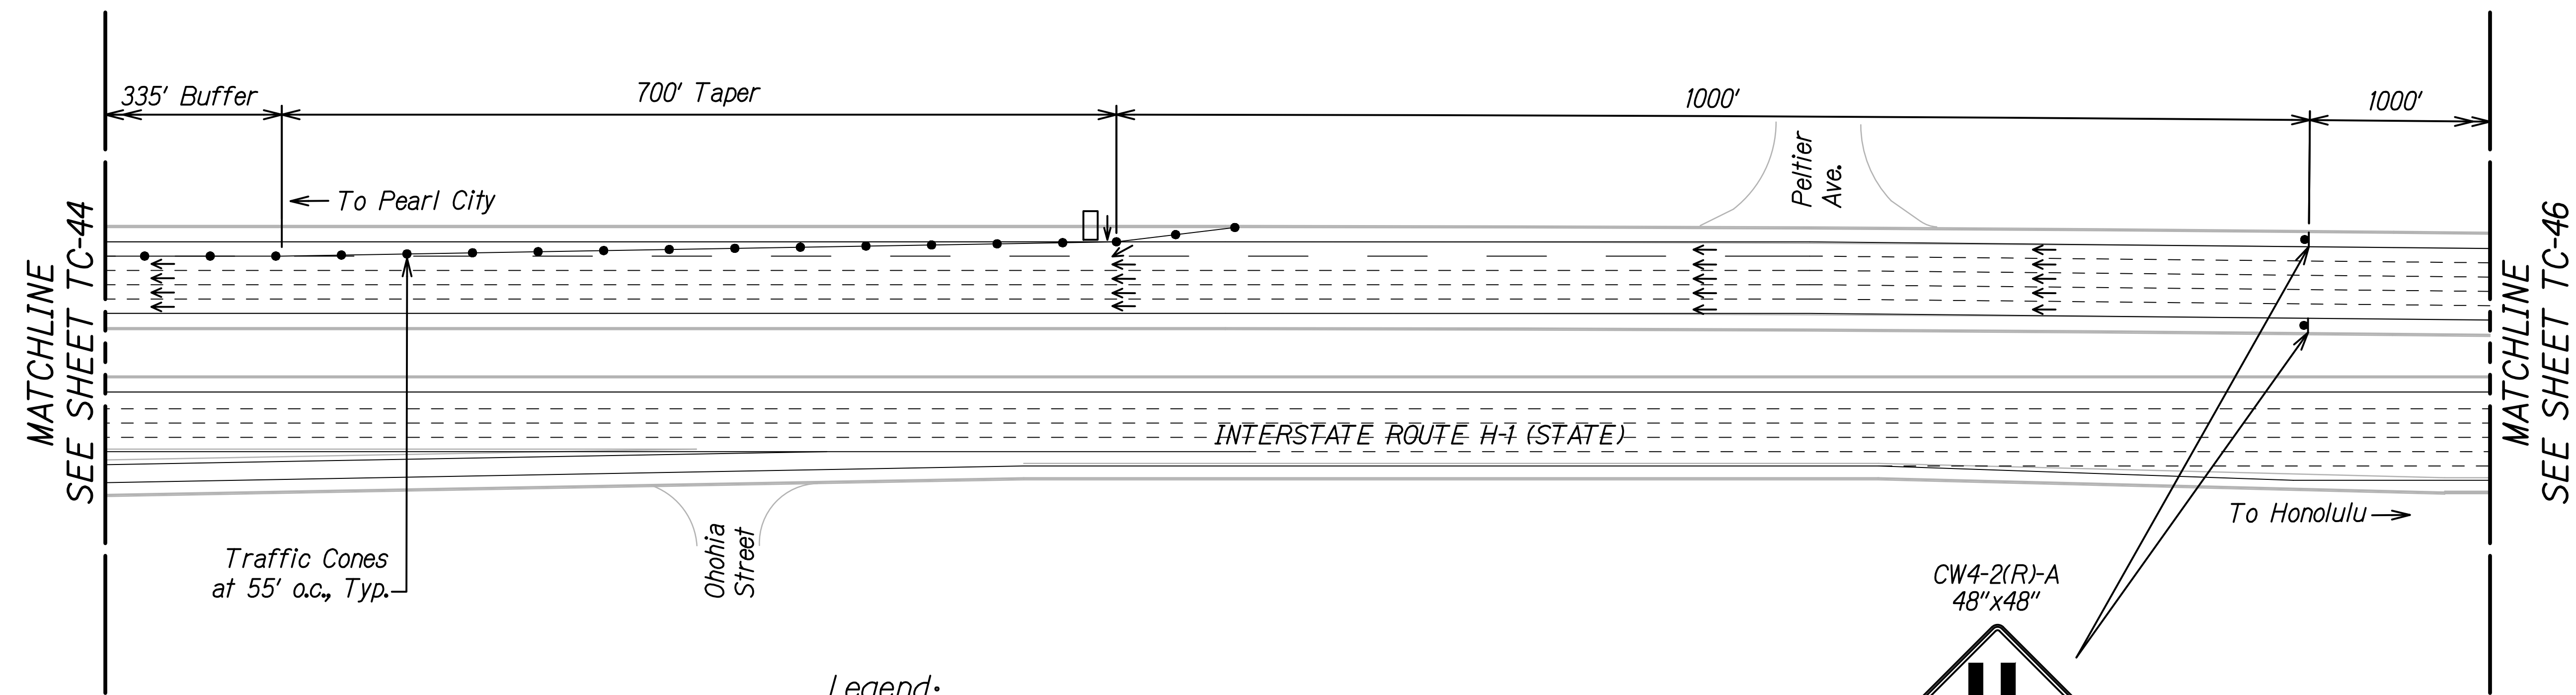 335' Buffer
700' Taper
1000'
1000'
To Pearl City
Peltier
Ave.
MATCHLINE
SEE SHEET TC-44
MATCHLINE
SEE SHEET TC-46
INTERSTATE ROUTE H-1 (STATE)
To Honolulu
Traffic Cones
at 55' o.c., Typ.
Ohohia
Street
CW4-2(R)-A
48"x48"
Legend: